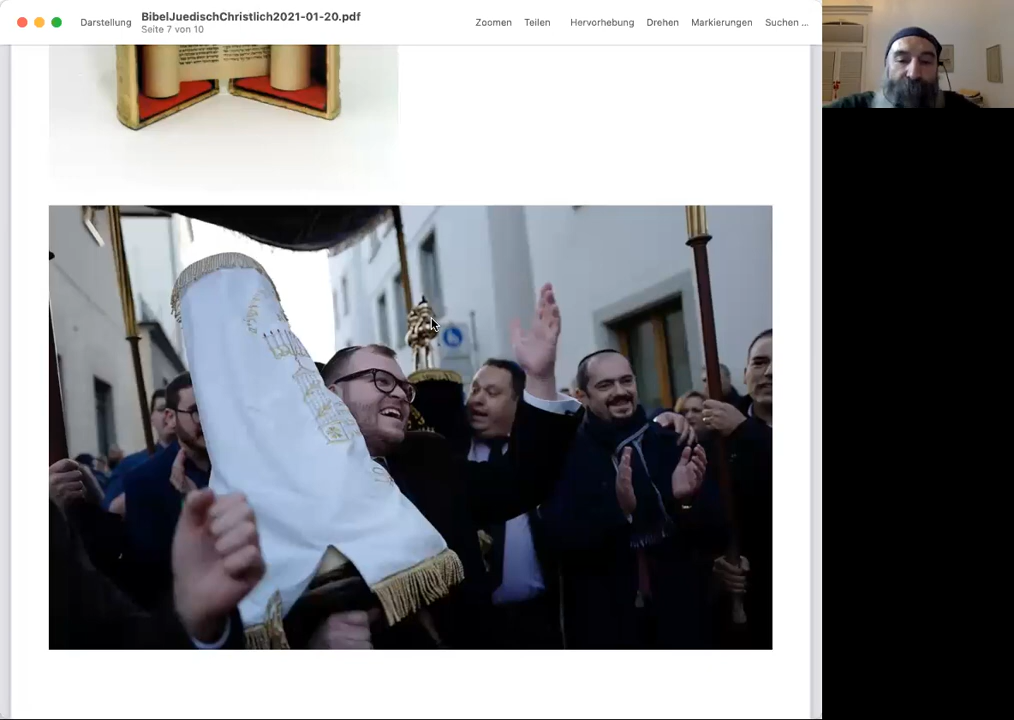 Darstellung
BibelJuedischChristlich2021-01-20.pdf
Seite 7 von 10
Zoomen
Teilen
Hervorhebung
Drehen
Markierungen
Suchen ...